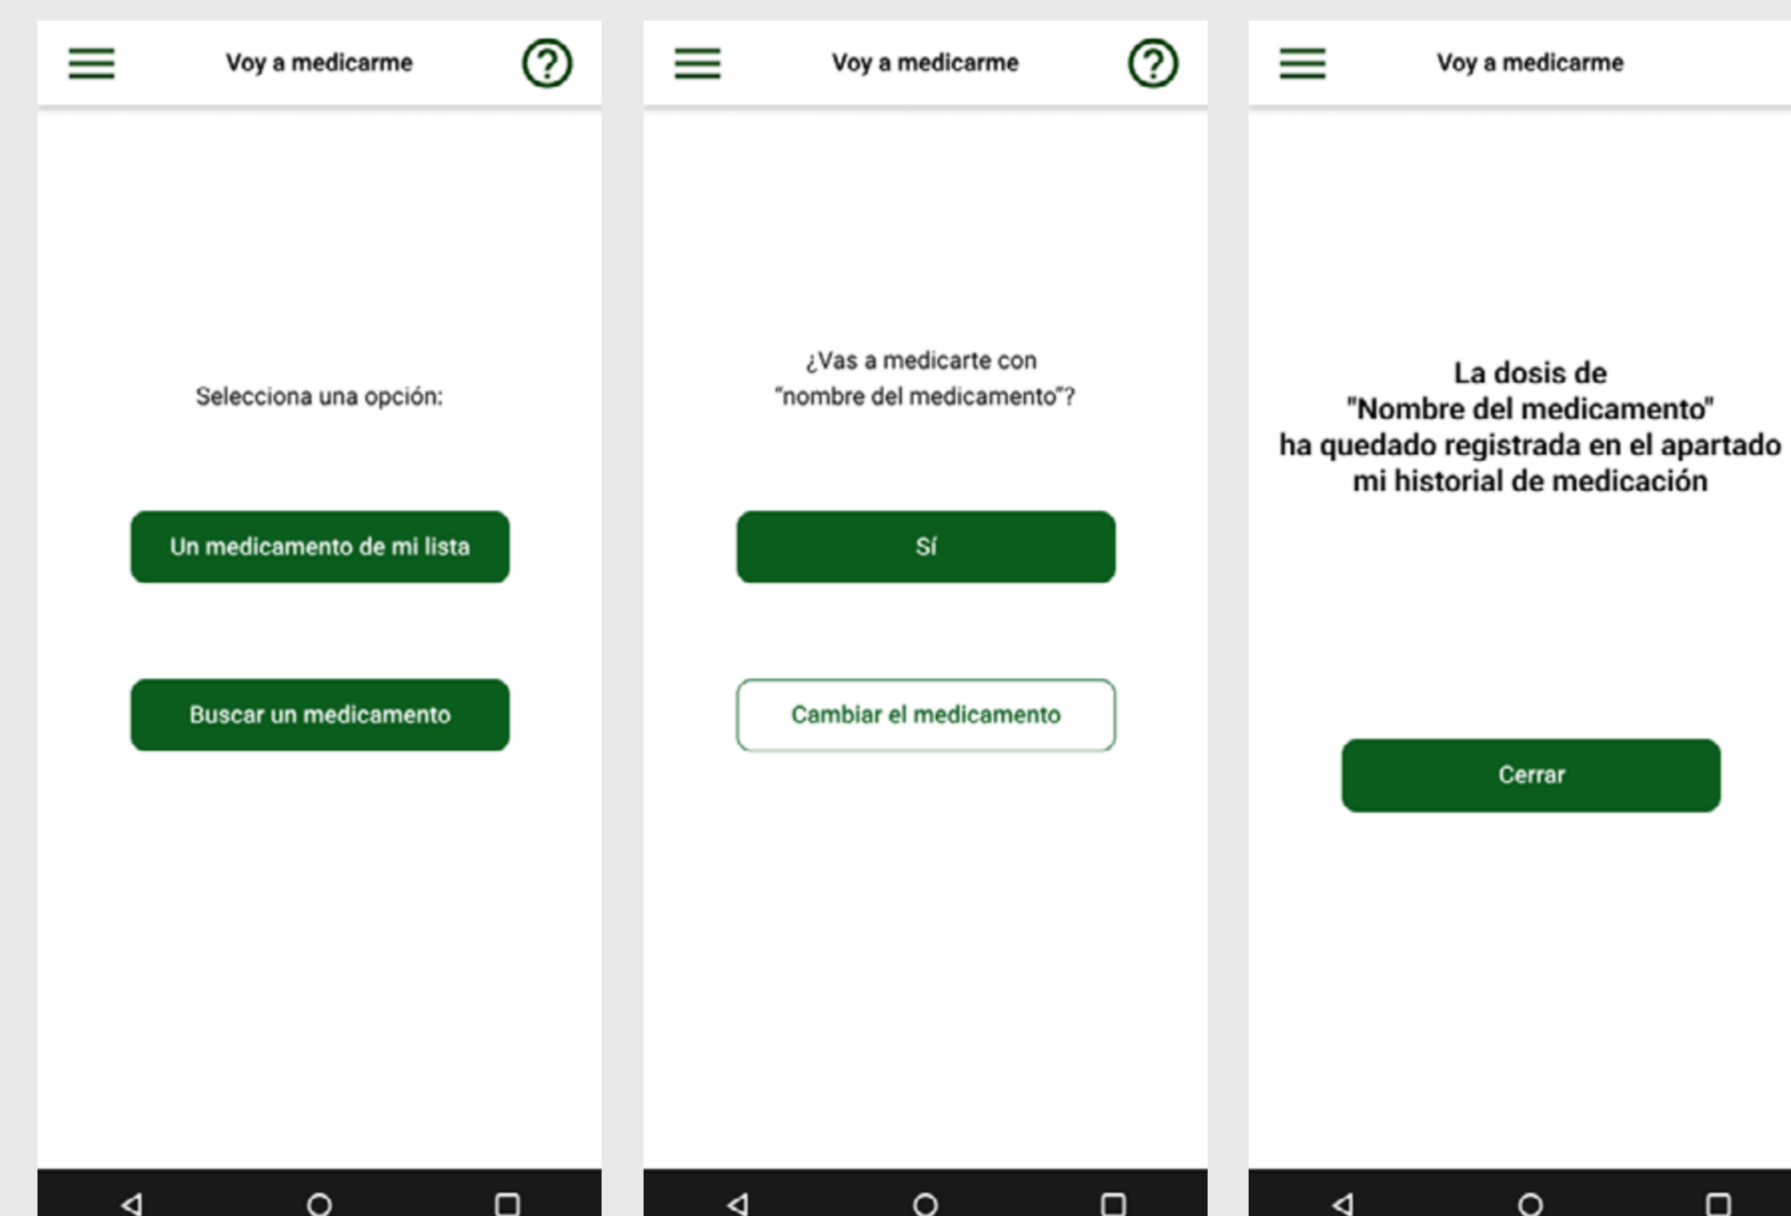 Voy a medicarme
Selecciona una opción:
Un medicamento de mi lista
Buscar un medicamento
Voy a medicarme
¿Vas a medicarte con
“nombre del medicamento”?
Sí
Cambiar el medicamento
Voy a medicarme
La dosis de
"Nombre del medicamento"
ha quedado registrada en el apartado
mi historial de medicación
Cerrar